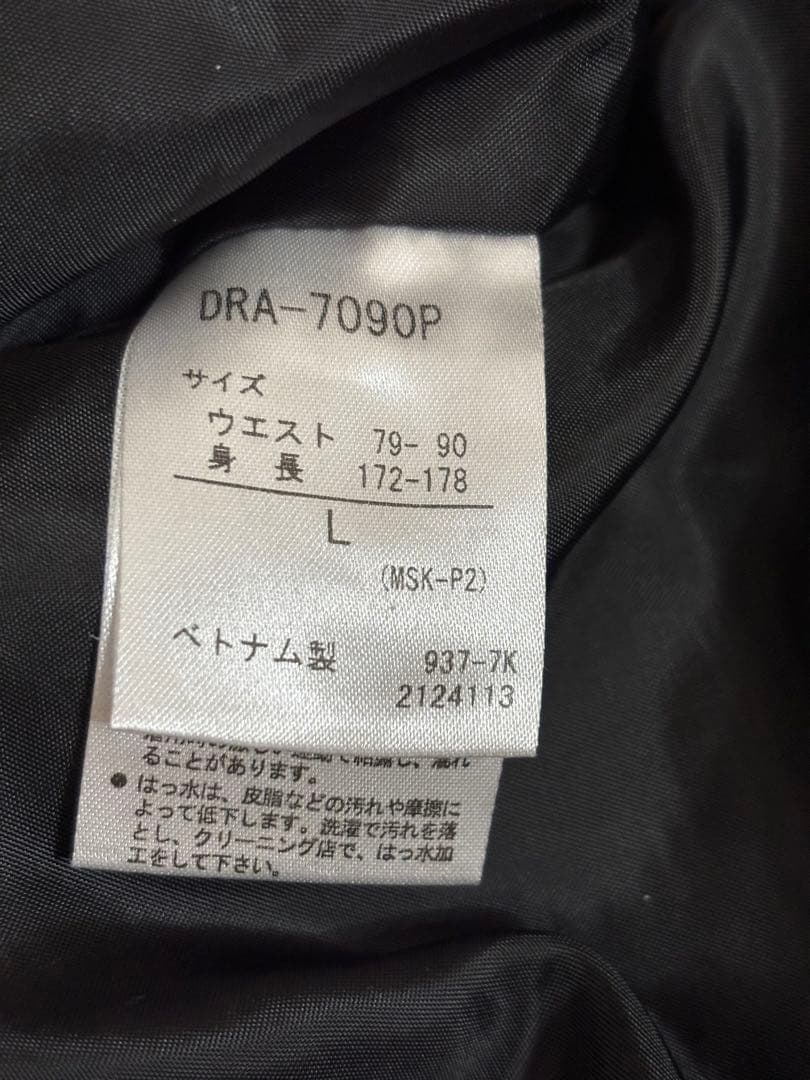 DRA-7090P
サイズ
ウエスト 79- 90
身 長 172-178
L
(MSK-P2)
ベトナム製 937-7K
2124113
ることがあります。
● はっ水は、皮脂などの汚れや摩擦に
よって低下します。洗濯で汚れを落
とし、クリーニング店で、はっ水加
工をして下さい。